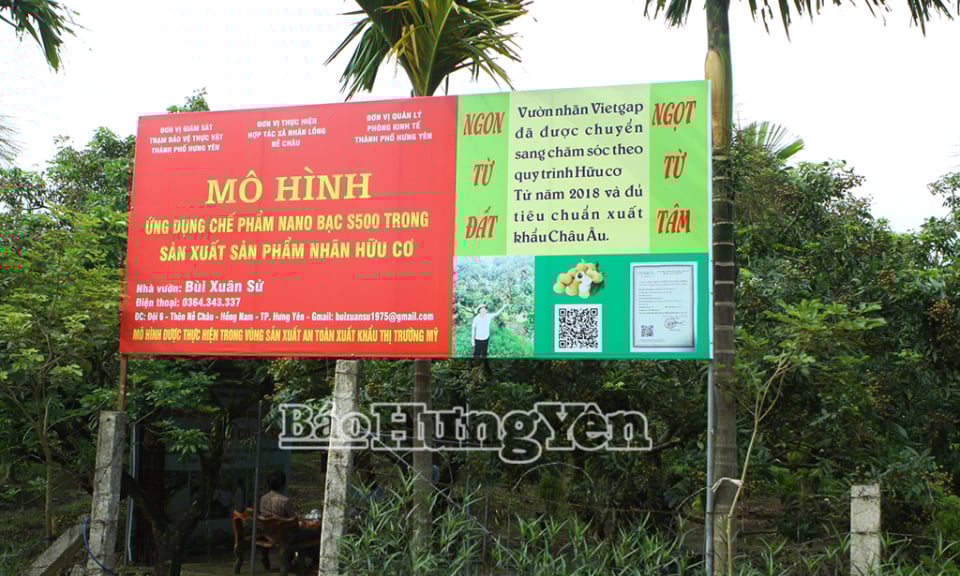 ĐƠN VỊ GIÁM SÁT
TRẠM BẢO VỆ THỰC VẬT
THÀNH PHỐ HƯNG YÊN
ĐƠN VỊ THỰC HIỆN
HỢP TÁC XÃ NHÃN LỒNG
NỄ CHÂU
ĐƠN VỊ QUẢN LÝ
PHÒNG KINH TẾ
THÀNH PHỐ HƯNG YÊN
MÔ HÌNH
ỨNG DỤNG CHẾ PHẨM NANO BẠC S500 TRONG
SẢN XUẤT SẢN PHẨM NHÃN HỮU CƠ
Nhà vườn: Bùi Xuân Sử
Điện thoại: 0364.343.337
ĐC: Đội 6 - Thôn Nễ Châu - Hồng Nam - TP. Hưng Yên - Gmail: buixuansu1975@gmail.com
MÔ HÌNH ĐƯỢC THỰC HIỆN TRONG VÙNG SẢN XUẤT AN TOÀN XUẤT KHẨU THỊ TRƯỜNG MỸ
NGON
TỪ
ĐẤT
Vườn nhãn Vietgap
đã được chuyển
sang chăm sóc theo
quy trình Hữu cơ
Từ năm 2018 và đủ
tiêu chuẩn xuất
khẩu Châu Âu.
NGỌT
TỪ
TÂM
BáoHưngYên